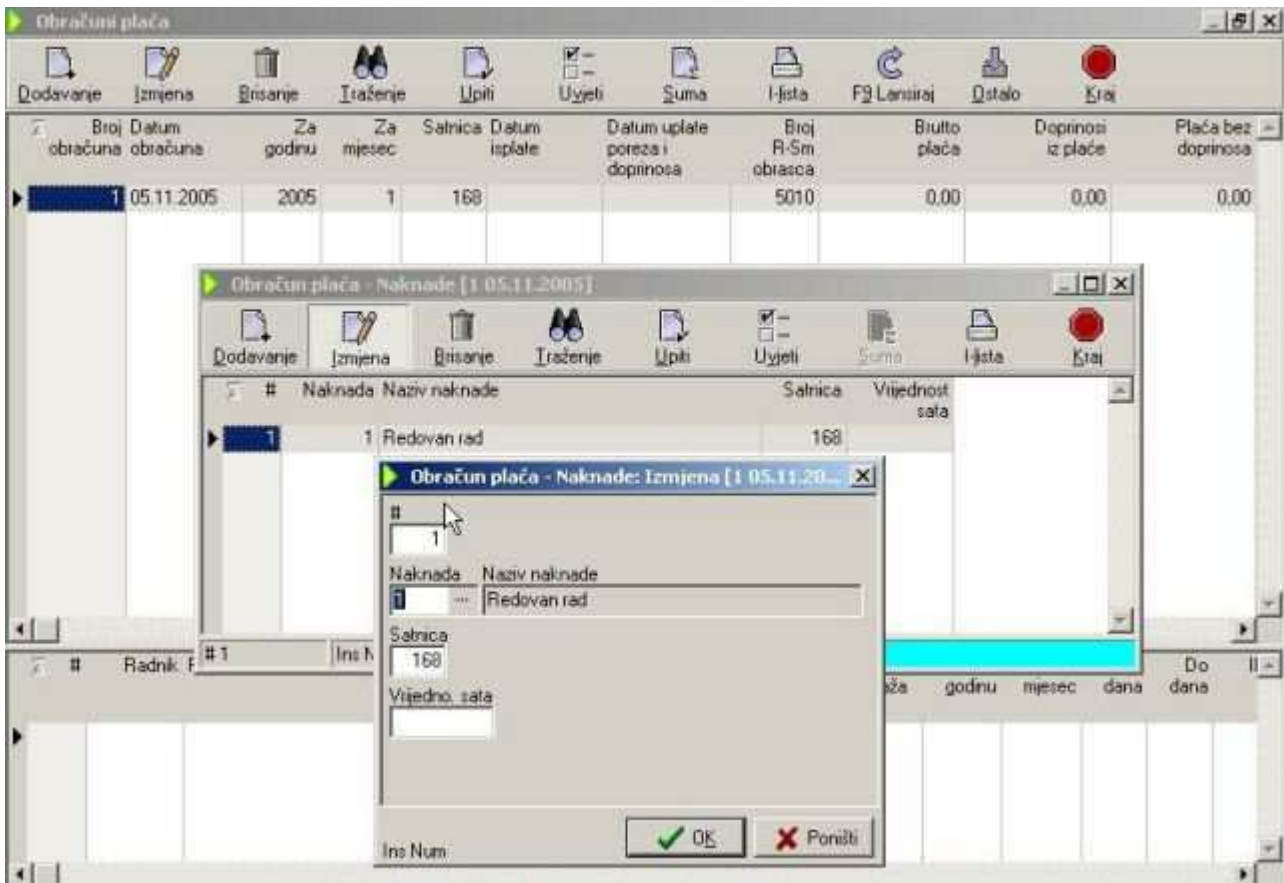 Obračuni plaća
Dodavanje Izmjena Brisanje Traženje Upiti Uvjeti Suma I-lista F9 Lansiraj Ostalo Kraj
Broj obračuna Datum obračuna Za godinu Za mjesec Satnica Datum isplate Datum uplate poreza i doprinosa Broj R-Sm obrasca Brutto plaća Doprinosi iz plaće Plaća bez doprinosa
1 05.11.2005 2005 1 168 5010 0,00 0,00 0,00
Obračun plaća - Naknade [1 05.11.2005]
Dodavanje Izmjena Brisanje Traženje Upiti Uvjeti Suma I-lista Kraj
# Naknada Naziv naknade Satnica Vrijednost sata
1 1 Redovan rad 168
Obračun plaća - Naknade: Izmjena [1 05.11.20...
#
1
Naknada Naziv naknade
1 ... Redovan rad
Satnica
168
Vrijedno. sata
OK Poništi
Ins Num
# 1 Ins N
# Radnik godinu mjesec dana Do dana